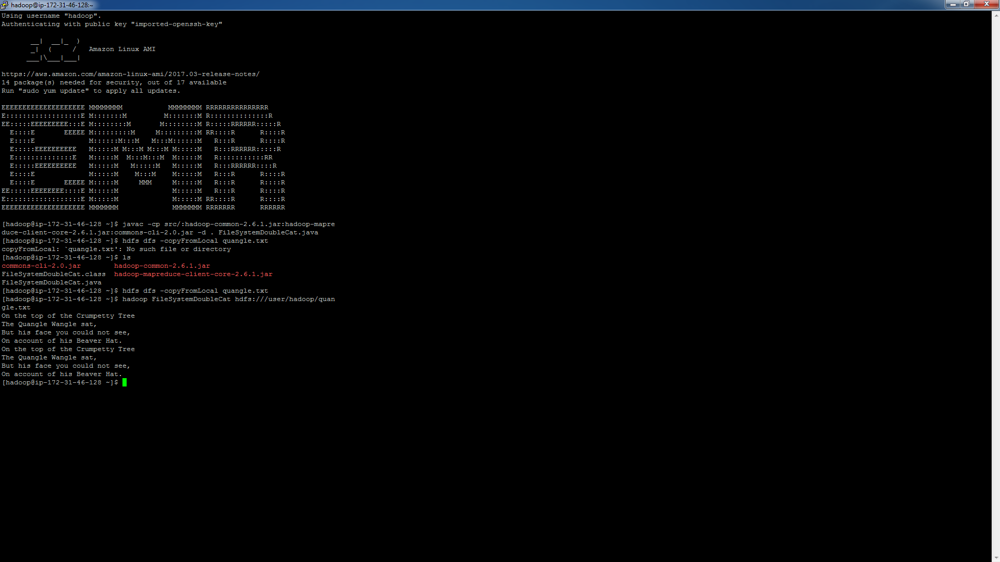 hadoop@ip-172-31-46-128:~
Using username "hadoop".
Authenticating with public key "imported-openssh-key"

       __|  __|_  )
       _|  (     /   Amazon Linux AMI
      ___|\___|___|

https://aws.amazon.com/amazon-linux-ami/2017.03-release-notes/
14 package(s) needed for security, out of 17 available
Run "sudo yum update" to apply all updates.

EEEEEEEEEEEEEEEEEEEE MMMMMMMM           MMMMMMMM RRRRRRRRRRRRRRR
E::::::::::::::::::E M:::::::M         M:::::::M R::::::::::::::R
EE:::::EEEEEEEEE:::E M::::::::M       M::::::::M R:::::RRRRRR:::::R
  E::::E       EEEEE M:::::::::M     M:::::::::M RR::::R      R::::R
  E::::E             M::::::M:::M   M:::M::::::M   R:::R      R::::R
  E:::::EEEEEEEEEE   M:::::M M:::M M:::M M:::::M   R:::RRRRRR:::::R
  E::::::::::::::E   M:::::M  M:::M:::M  M:::::M   R:::::::::::RR
  E:::::EEEEEEEEEE   M:::::M   M:::::M   M:::::M   R:::RRRRRR::::R
  E::::E             M:::::M    M:::M    M:::::M   R:::R      R::::R
  E::::E       EEEEE M:::::M     MMM     M:::::M   R:::R      R::::R
EE:::::EEEEEEEE::::E M:::::M             M:::::M   R:::R      R::::R
E::::::::::::::::::E M:::::M             M:::::M RR::::R      R::::R
EEEEEEEEEEEEEEEEEEEE MMMMMMM             MMMMMMM RRRRRRR      RRRRRR

[hadoop@ip-172-31-46-128 ~]$ javac -cp src/:hadoop-common-2.6.1.jar:hadoop-mapre
duce-client-core-2.6.1.jar:commons-cli-2.0.jar -d . FileSystemDoubleCat.java
[hadoop@ip-172-31-46-128 ~]$ hdfs dfs -copyFromLocal quangle.txt
copyFromLocal: `quangle.txt': No such file or directory
[hadoop@ip-172-31-46-128 ~]$ ls
commons-cli-2.0.jar        hadoop-common-2.6.1.jar
FileSystemDoubleCat.class  hadoop-mapreduce-client-core-2.6.1.jar
FileSystemDoubleCat.java
[hadoop@ip-172-31-46-128 ~]$ hdfs dfs -copyFromLocal quangle.txt
[hadoop@ip-172-31-46-128 ~]$ hadoop FileSystemDoubleCat hdfs:///user/hadoop/quan
gle.txt
On the top of the Crumpetty Tree
The Quangle Wangle sat,
But his face you could not see,
On account of his Beaver Hat.
On the top of the Crumpetty Tree
The Quangle Wangle sat,
But his face you could not see,
On account of his Beaver Hat.
[hadoop@ip-172-31-46-128 ~]$